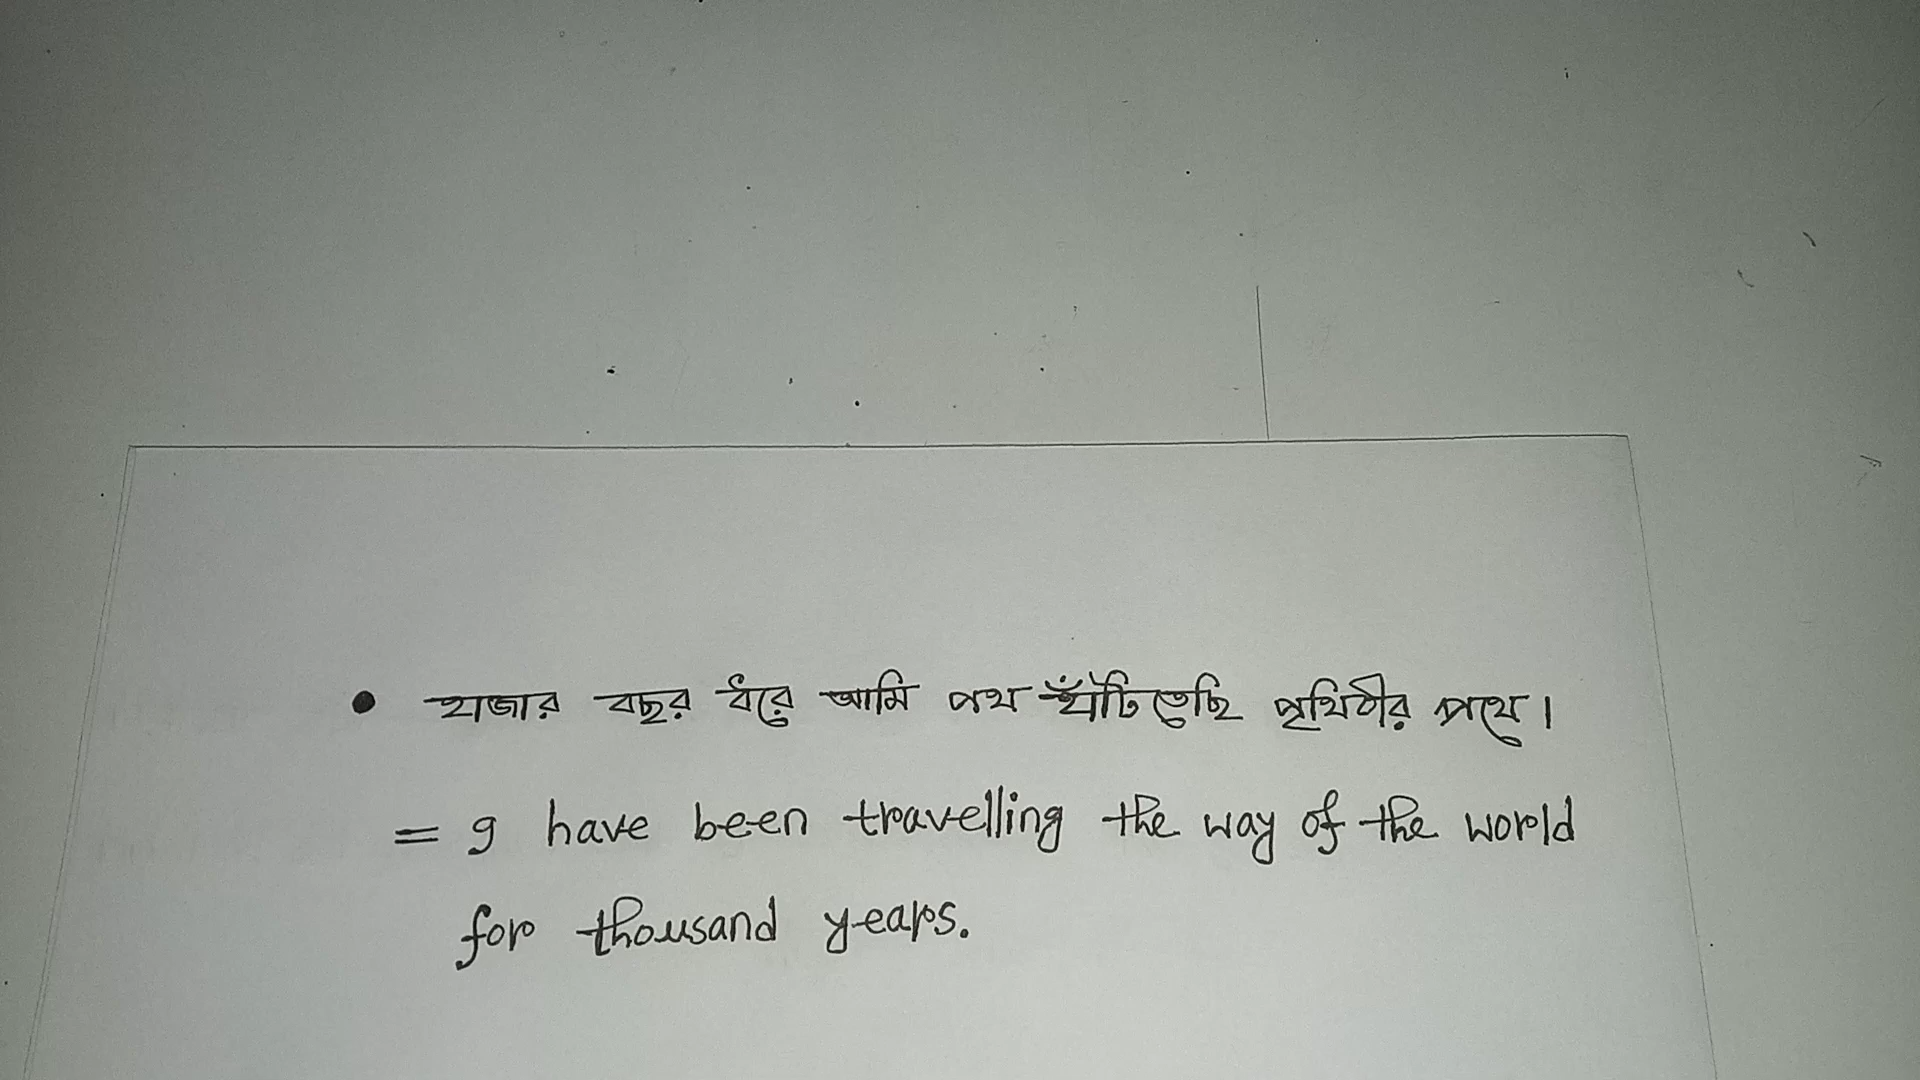 • হাজার বছর ধরে আমি পথ হাঁটিতেছি পৃথিবীর পথে।
= I have been travelling the way of the world
for thousand years.